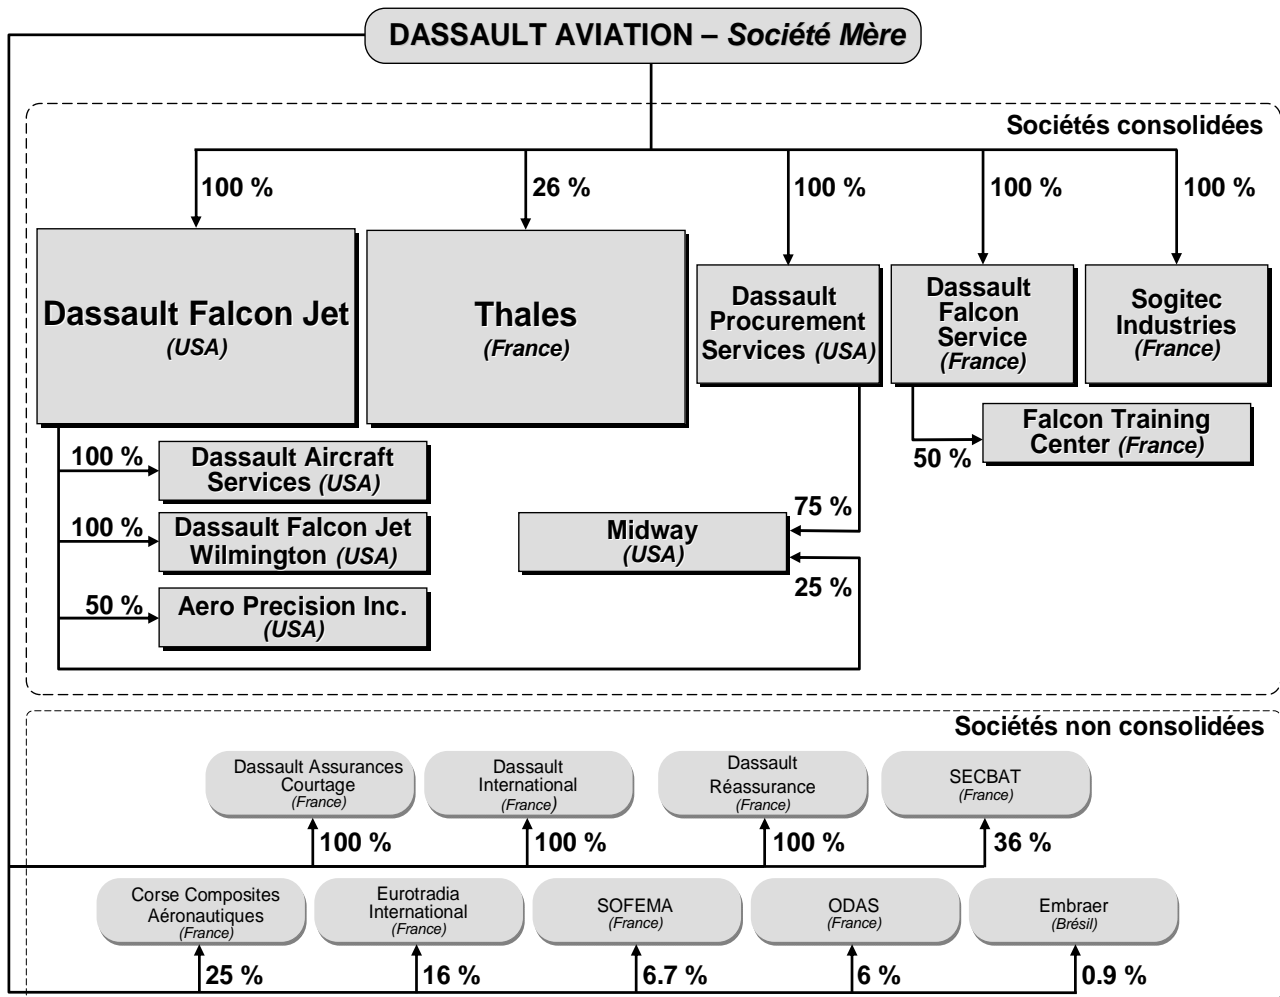 DASSAULT AVIATION – Société Mère
Sociétés consolidées
100 %
26 %
100 %
100 %
100 %
Dassault Falcon Jet
(USA)
Thales
(France)
Dassault
Procurement
Services (USA)
Dassault
Falcon
Service
(France)
Sogitec
Industries
(France)
50 %
Falcon Training
Center (France)
100 %
Dassault Aircraft
Services (USA)
100 %
Dassault Falcon Jet
Wilmington (USA)
50 %
Aero Precision Inc.
(USA)
75 %
Midway
(USA)
25 %
Sociétés non consolidées
Dassault Assurances
Courtage
(France)
Dassault
International
(France)
Dassault
Réassurance
(France)
SECBAT
(France)
100 %
100 %
100 %
36 %
Corse Composites
Aéronautiques
(France)
Eurotradia
International
(France)
SOFEMA
(France)
ODAS
(France)
Embraer
(Brésil)
25 %
16 %
6.7 %
6 %
0.9 %